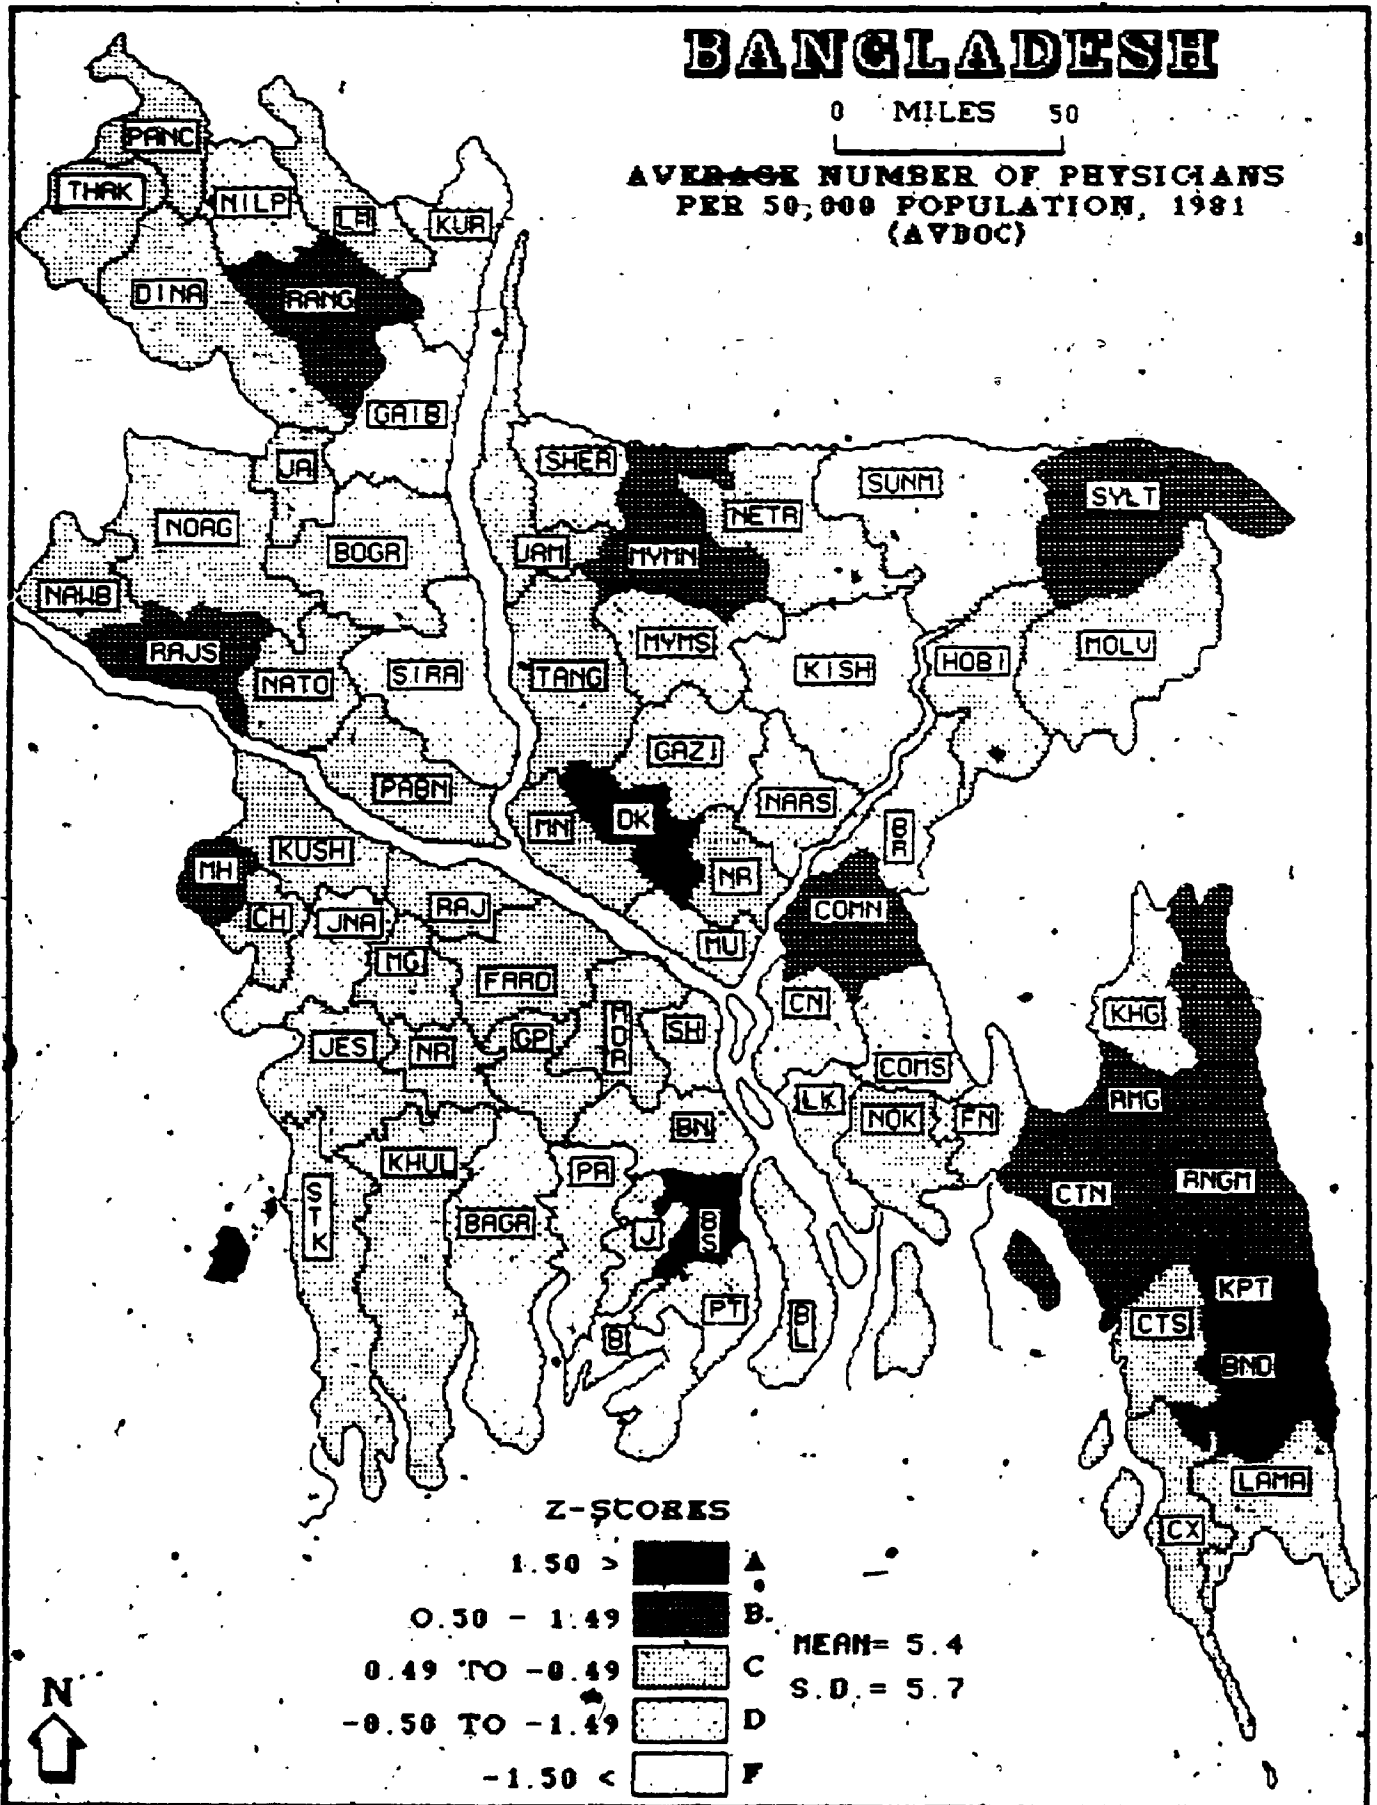 BANGLADESH
0 MILES 50
AVERAGE NUMBER OF PHYSICIANS
PER 50,000 POPULATION, 1981
(AVDOC)
PANC
THAK
NILP
LA
KUR
DINA
RANG
GAIB
JA
SHER
SUNM
SYLT
NORG
BOGR
JAM
MYMN
NETR
NAWB
RAJS
NATO
SIRA
TANG
MYMS
KISH
HOBI
MOLV
PABN
GAZI
NARS
MN
DK
BR
KUSH
MH
NR
CH
JNA
RAJ
COMN
MU
MG
FARD
CN
KHG
JES
NR
GP
MDR
SH
COMS
LK
NOK
FN
RMG
BN
KHUL
PR
STK
BAGR
J
BS
CTN
RNGM
KPT
PT
BL
B
CTS
BND
LAMA
CX
Z-SCORES
1.50 > A
0.50 - 1.49 B
0.49 TO -0.49 C
-0.50 TO -1.49 D
-1.50 < F
MEAN= 5.4
S.D.= 5.7
N